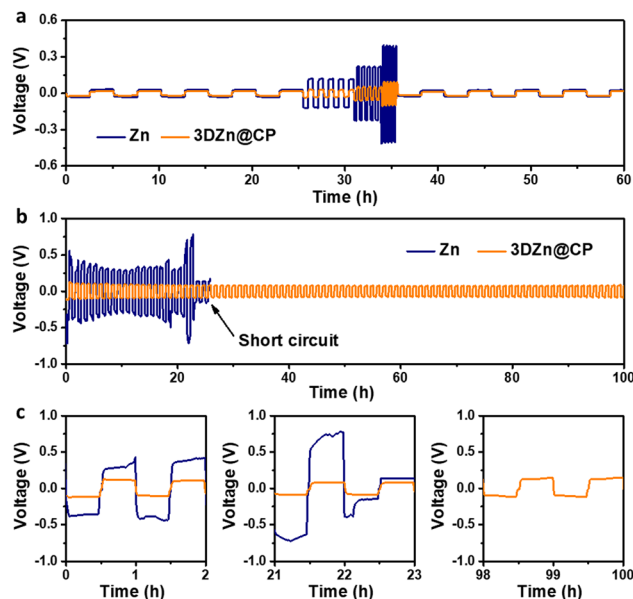 a
Voltage (V)
0.6
0.3
0.0
-0.3
-0.6
Zn
3DZn@CP
0 10 20 30 40 50 60
Time (h)
b
Voltage (V)
1.0
0.5
0.0
-0.5
-1.0
Zn
3DZn@CP
Short circuit
0 20 40 60 80 100
Time (h)
c
Voltage (V)
1.0
0.5
0.0
-0.5
-1.0
0 1 2
Time (h)
Voltage (V)
1.0
0.5
0.0
-0.5
-1.0
21 22 23
Time (h)
Voltage (V)
1.0
0.5
0.0
-0.5
-1.0
98 99 100
Time (h)